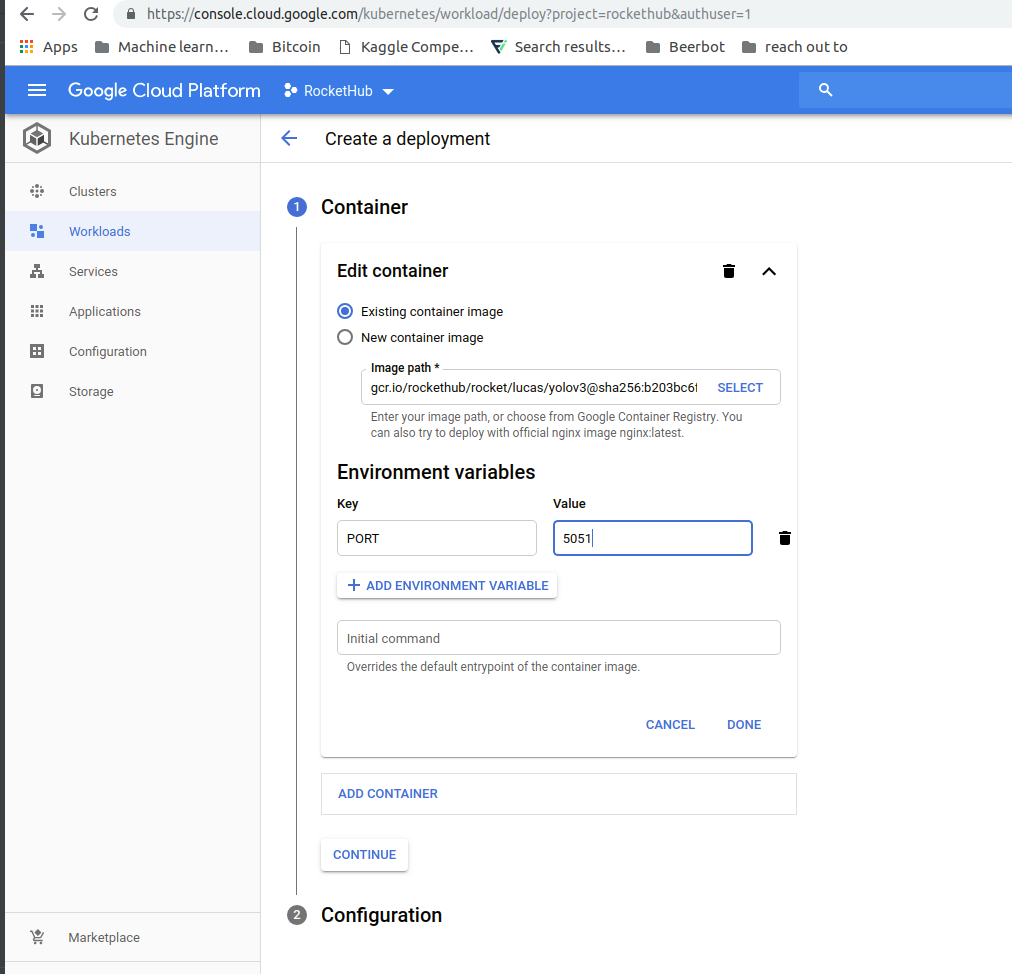 https://console.cloud.google.com/kubernetes/workload/deploy?project=rockethub&authuser=1
Apps Machine learn... Bitcoin Kaggle Compe... Search results... Beerbot reach out to
Google Cloud Platform RocketHub
Kubernetes Engine
Create a deployment
Clusters
Workloads
Services
Applications
Configuration
Storage
Marketplace
1 Container
Edit container
Existing container image
New container image
Image path *
gcr.io/rockethub/rocket/lucas/yolov3@sha256:b203bc6f SELECT
Enter your image path, or choose from Google Container Registry. You
can also try to deploy with official nginx image nginx:latest.
Environment variables
Key Value
PORT 5051
ADD ENVIRONMENT VARIABLE
Initial command
Overrides the default entrypoint of the container image.
CANCEL DONE
ADD CONTAINER
CONTINUE
2 Configuration